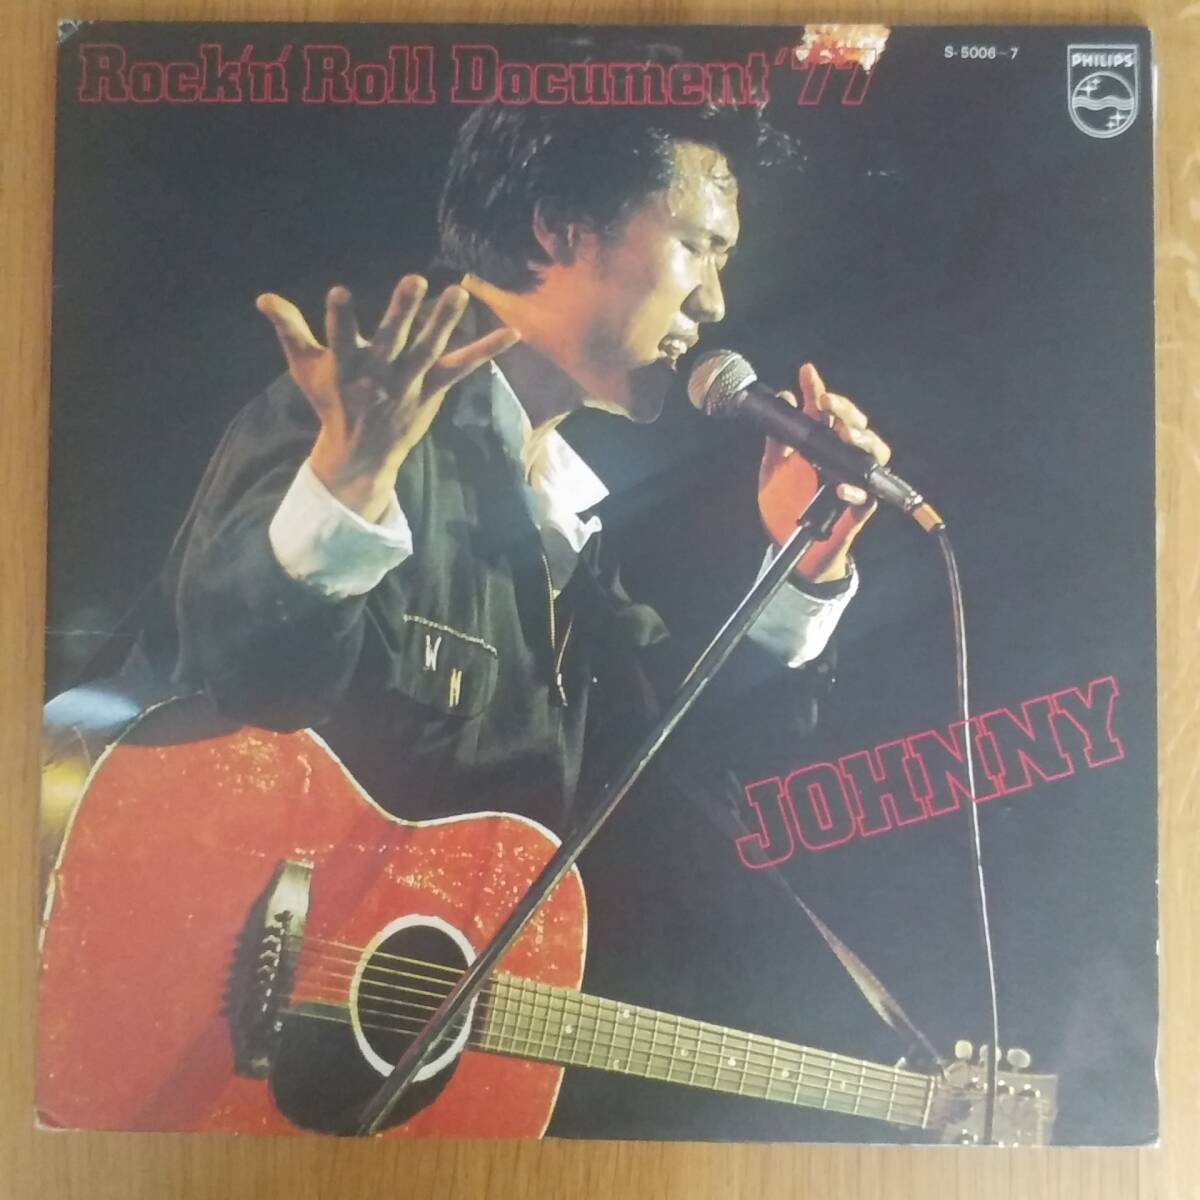 Rock'n' Roll Document '77
S-5006~7
PHILIPS
W
N
JOHNNY